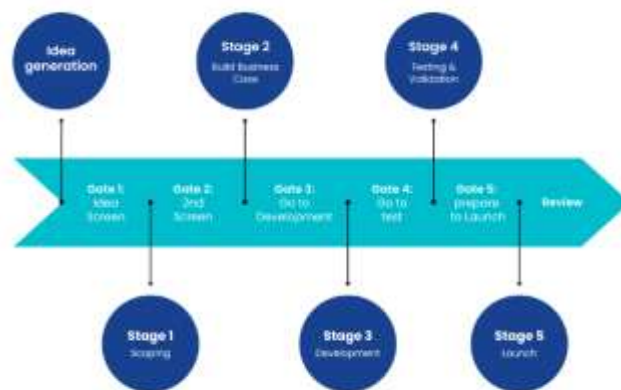 Idea
generation
Stage 2
Build Business
Case
Stage 4
Testing &
Validation
Gate 1:
Idea
Screen
Gate 2:
2nd
Screen
Gate 3:
Go to
Development
Gate 4:
Go to
test
Gate 5:
prepare
to Launch
Review
Stage 1
Scoping
Stage 3
Development
Stage 5
Launch